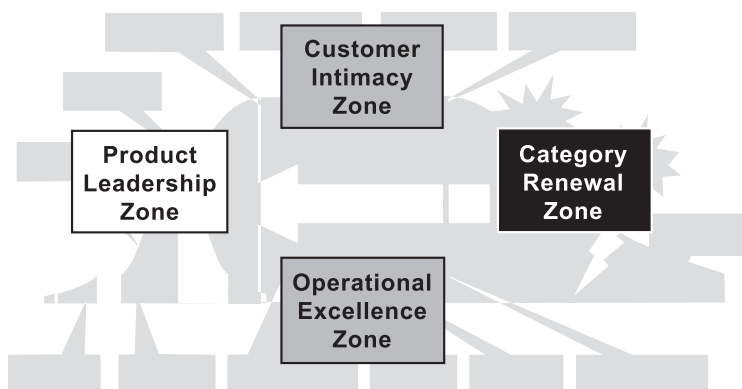 Customer
Intimacy
Zone
Product
Leadership
Zone
Category
Renewal
Zone
Operational
Excellence
Zone